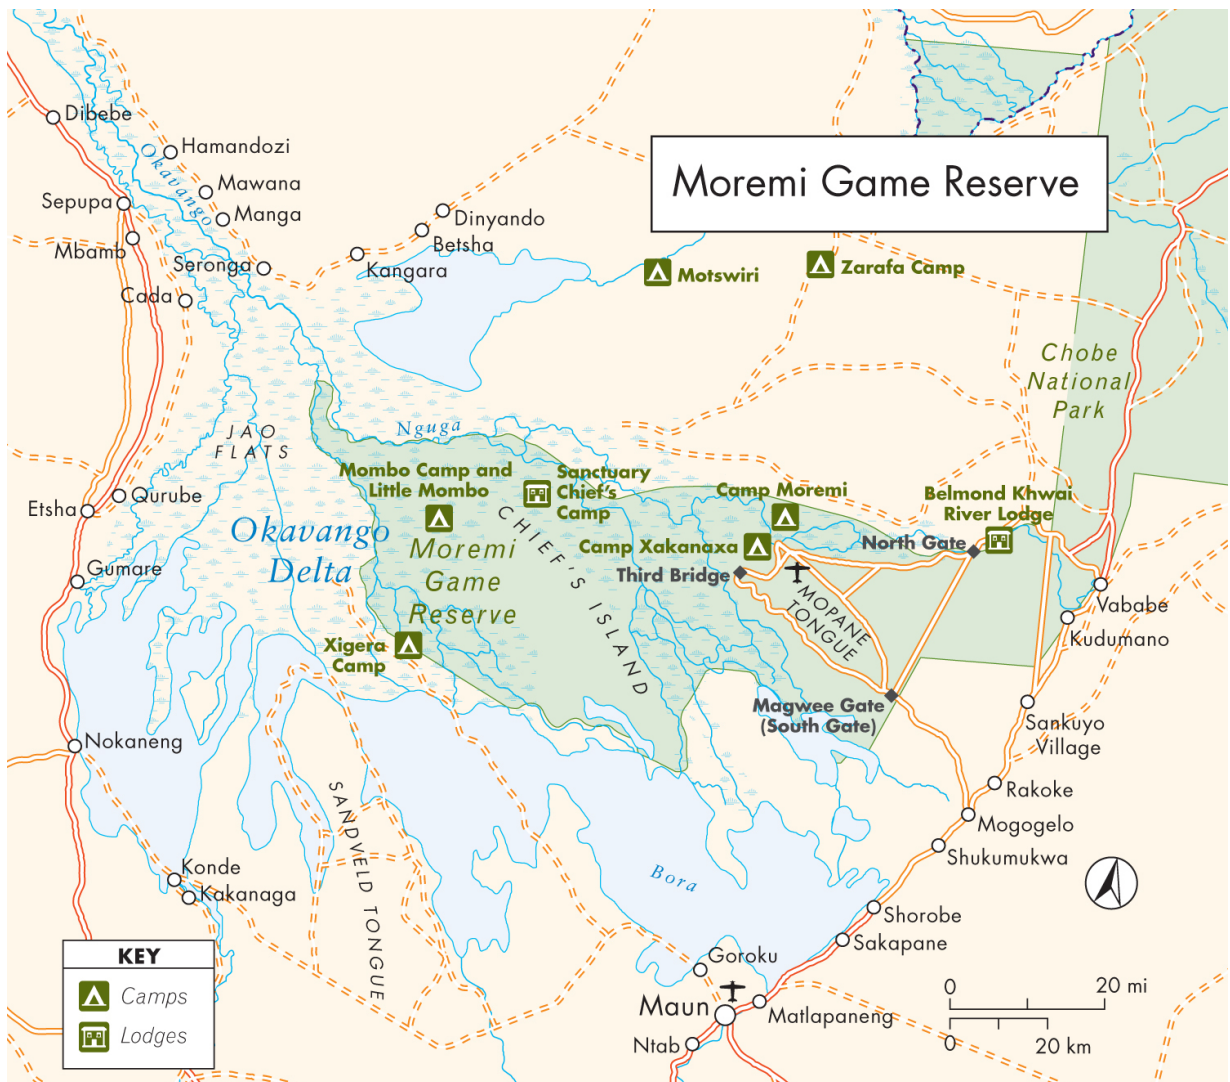 Dibebe
Hamandozi
Okavango
Mawana
Sepupa
Manga
Mbamb
Seronga
Cada
Dinyando
Betsha
Kangara
Moremi Game Reserve
Motswiri
Zarafa Camp
Chobe
National
Park
JAO
FLATS
Nguga
Qurube
Etsha
Gumare
Okavango
Delta
Mombo Camp and
Little Mombo
Sanctuary
Chief's
Camp
Moremi
Game
Reserve
CHIEF'S ISLAND
Camp Moremi
Camp Xakanaxa
Third Bridge
Belmond Khwai
River Lodge
North Gate
MOPANE
TONGUE
Vababe
Kudumano
Xigera
Camp
Magwee Gate
(South Gate)
Sankuyo
Village
Nokaneng
SANDVELD TONGUE
Rakoke
Mogogelo
Shukumukwa
Konde
Kakanaga
Bora
Shorobe
Sakapane
Goroku
Maun
Matlapaneng
Ntab
KEY
Camps
Lodges
0 20 mi
0 20 km